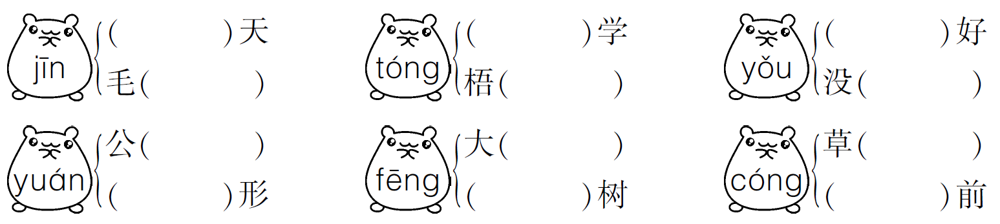 jīn ( )天 毛( )
tóng ( )学 梧( )
yǒu ( )好 没( )
yuán 公( ) ( )形
fēng 大( ) ( )树
cóng 草( ) ( )前